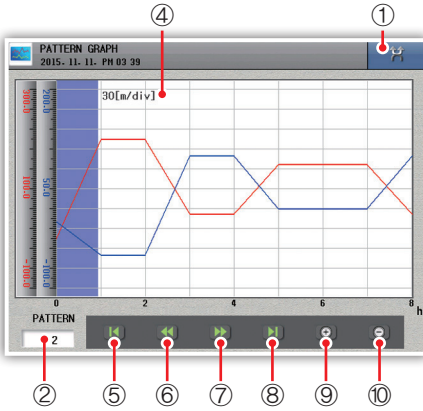 ①
④
PATTERN GRAPH
2015. 11. 11. PM 03 39
30[m/div]
300.0 200.0
100.0 50.0
-100.0 -100.0
0 2 4 6 8 h
PATTERN
2
② ⑤ ⑥ ⑦ ⑧ ⑨ ⑩